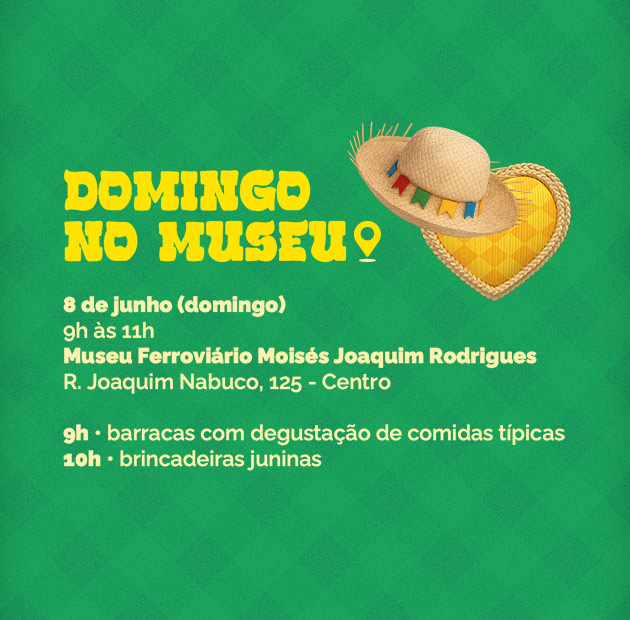 DOMINGO
NO MUSEU
8 de junho (domingo)
9h às 11h
Museu Ferroviário Moisés Joaquim Rodrigues
R. Joaquim Nabuco, 125 - Centro
9h • barracas com degustação de comidas típicas
10h • brincadeiras juninas